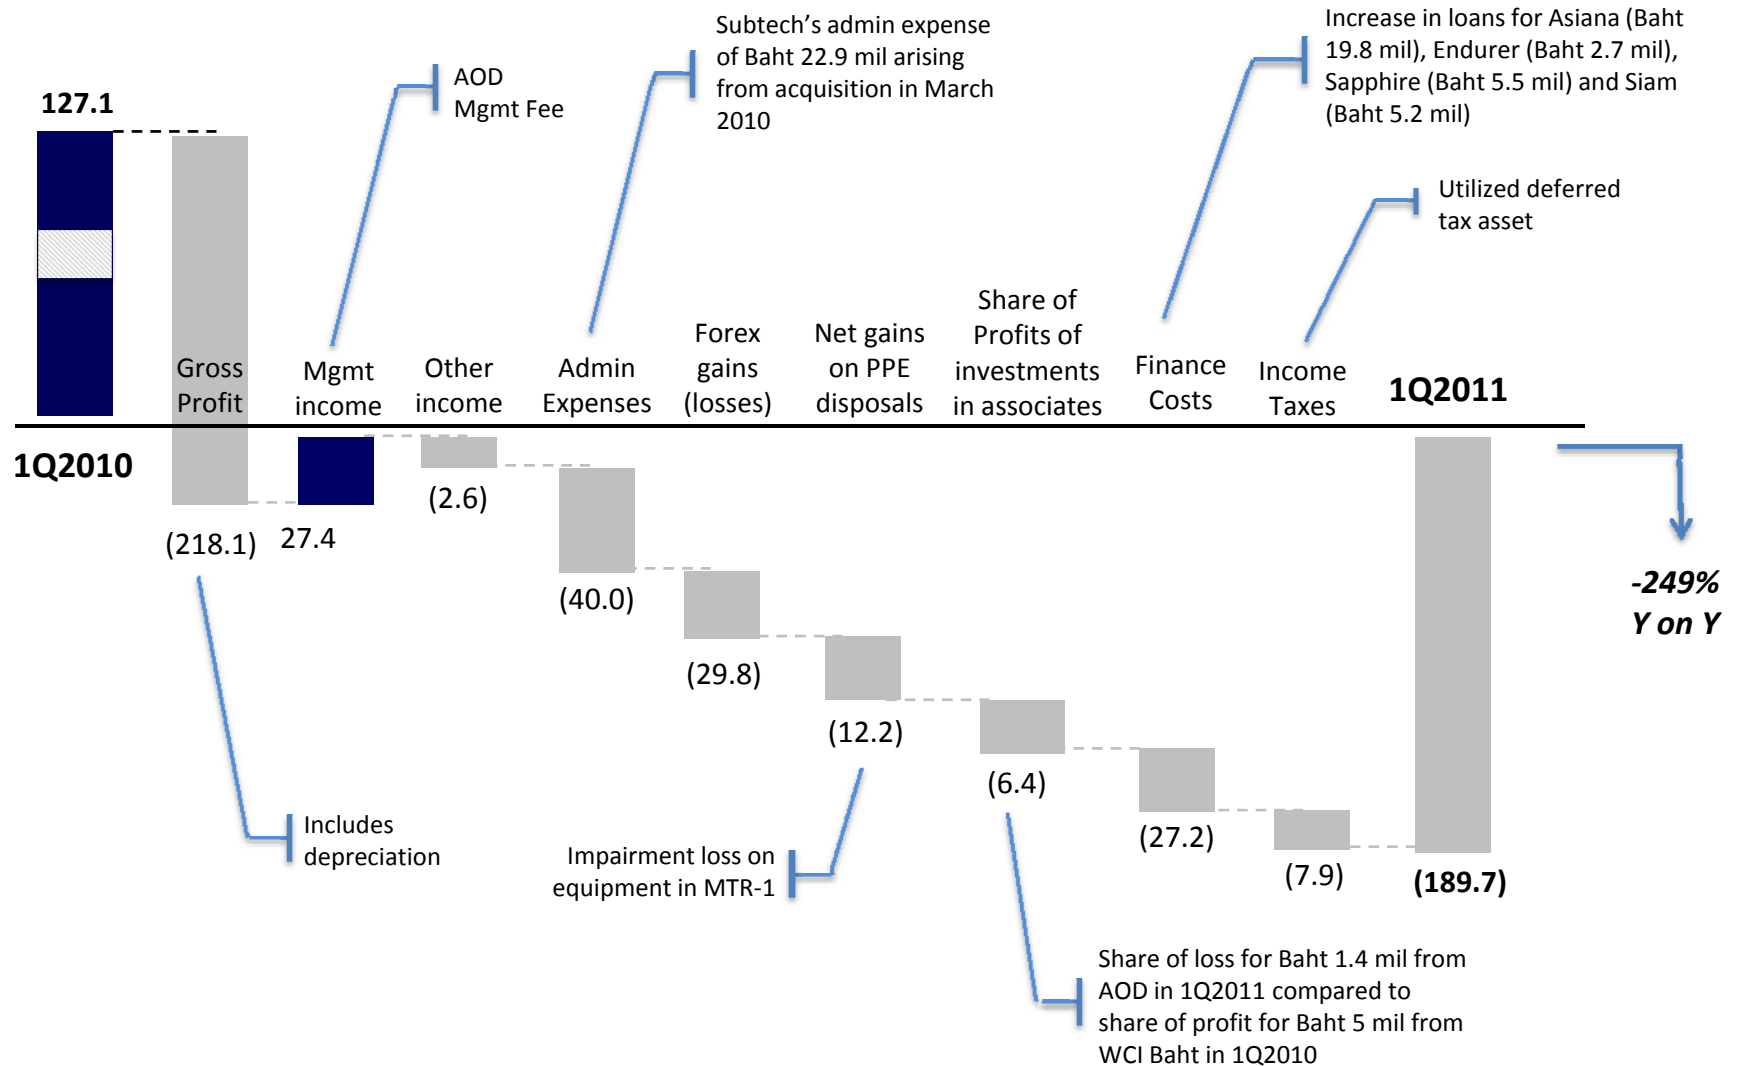 127.1
1Q2010
AOD
Mgmt Fee
Subtech's admin expense
of Baht 22.9 mil arising
from acquisition in March
2010
Increase in loans for Asiana (Baht
19.8 mil), Endurer (Baht 2.7 mil),
Sapphire (Baht 5.5 mil) and Siam
(Baht 5.2 mil)
Utilized deferred
tax asset
Gross
Profit
Mgmt
income
Other
income
Admin
Expenses
Forex
gains
(losses)
Net gains
on PPE
disposals
Share of
Profits of
investments
in associates
Finance
Costs
Income
Taxes
1Q2011
(218.1)
27.4
(2.6)
(40.0)
(29.8)
(12.2)
(6.4)
(27.2)
(7.9)
(189.7)
-249%
Y on Y
Includes
depreciation
Impairment loss on
equipment in MTR-1
Share of loss for Baht 1.4 mil from
AOD in 1Q2011 compared to
share of profit for Baht 5 mil from
WCI Baht in 1Q2010